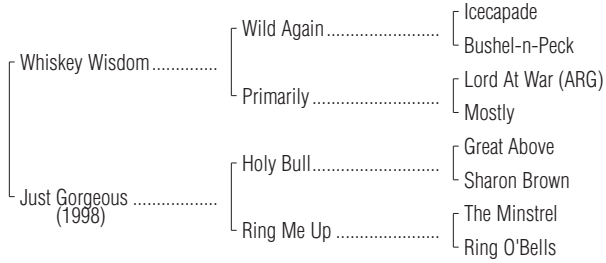 Icecapade
Wild Again
Bushel-n-Peck
Whiskey Wisdom
Lord At War (ARG)
Primarily
Mostly
Great Above
Holy Bull
Sharon Brown
Just Gorgeous
(1998)
The Minstrel
Ring Me Up
Ring O'Bells